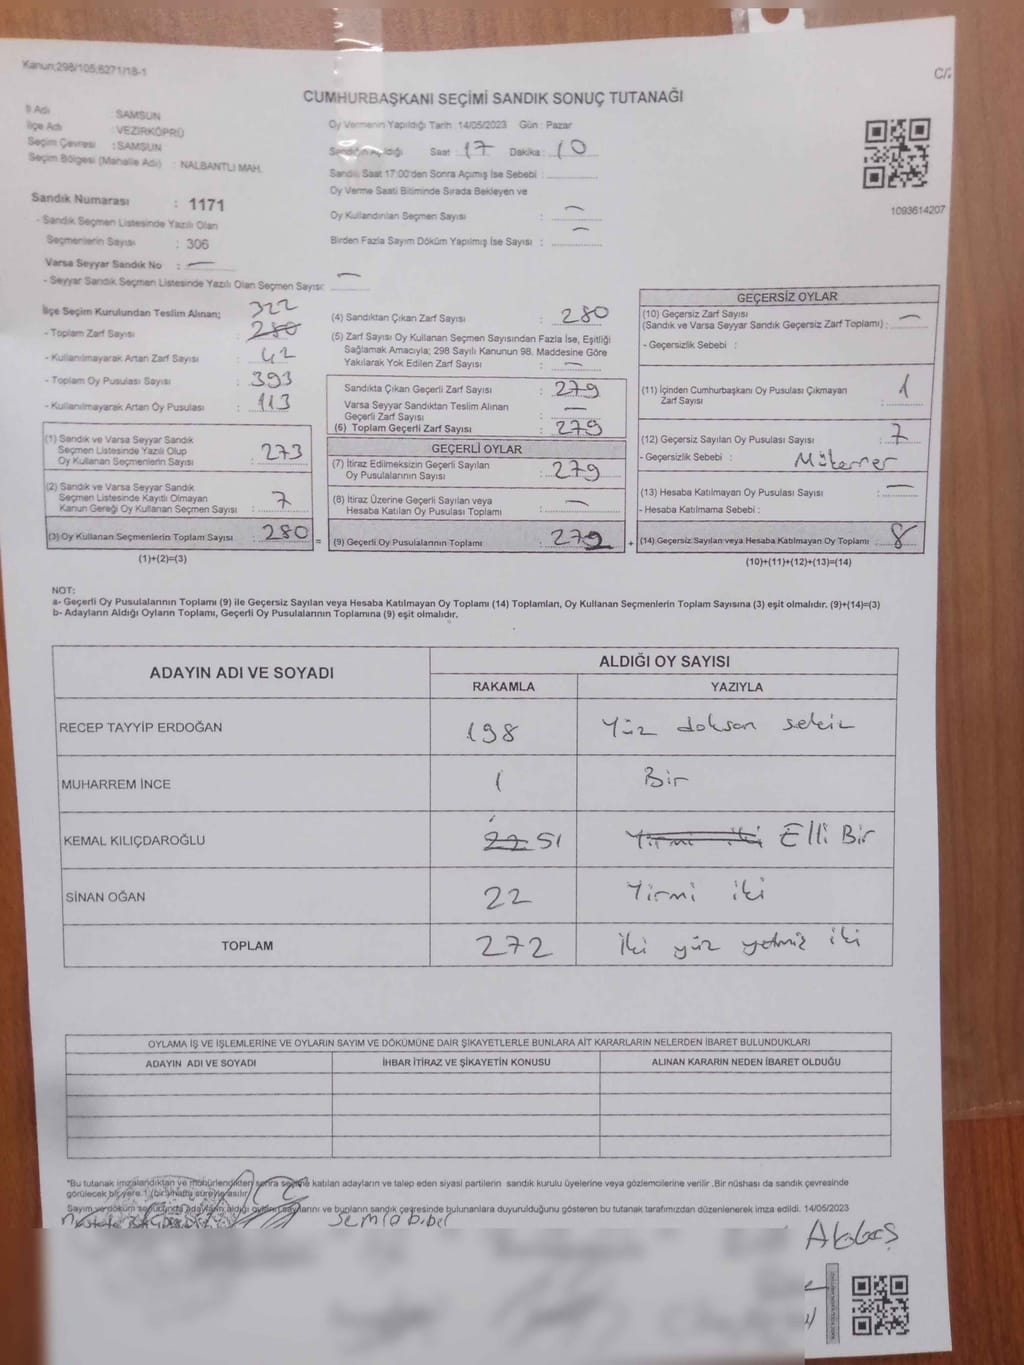 Kanun;298/105;6271/18-1
CUMHURBAŞKANI SEÇİMİ SANDIK SONUÇ TUTANAĞI
İl Adı : SAMSUN
İlçe Adı : VEZİRKÖPRÜ
Seçim Çevresi : SAMSUN
Seçim Bölgesi (Mahalle Adı) : NALBANTLI MAH.
Sandık Numarası : 1171
- Sandık Seçmen Listesinde Yazılı Olan
Seçmenlerin Sayısı : 306
Varsa Seyyar Sandık No : —
- Seyyar Sandık Seçmen Listesinde Yazılı Olan Seçmen Sayısı: —
Oy Vermenin Yapıldığı Tarih :14/05/2023 Gün : Pazar
Sandığın Açıldığı Saat : 17 Dakika : 10
Sandık Saat 17:00'den Sonra Açımış İse Sebebi :
Oy Verme Saati Bitiminde Sırada Bekleyen ve
Oy Kullandırılan Seçmen Sayısı : —
Birden Fazla Sayım Döküm Yapılmış İse Sayısı : —
1093614207
İlçe Seçim Kurulundan Teslim Alınan; 322
- Toplam Zarf Sayısı : 280
- Kullanılmayarak Artan Zarf Sayısı : 42
- Toplam Oy Pusulası Sayısı : 393
- Kullanılmayarak Artan Oy Pusulası : 113
(1) Sandık ve Varsa Seyyar Sandık
Seçmen Listesinde Yazılı Olup
Oy Kullanan Seçmenlerin Sayısı : 273
(2) Sandık ve Varsa Seyyar Sandık
Seçmen Listesinde Kayıtlı Olmayan
Kanun Gereği Oy Kullanan Seçmen Sayısı : 7
(3) Oy Kullanan Seçmenlerin Toplam Sayısı : 280 =
(1)+(2)=(3)
(4) Sandıktan Çıkan Zarf Sayısı : 280
(5) Zarf Sayısı Oy Kullanan Seçmen Sayısından Fazla İse, Eşitliği
Sağlamak Amacıyla; 298 Sayılı Kanunun 98. Maddesine Göre
Yakılarak Yok Edilen Zarf Sayısı : —
Sandıkta Çıkan Geçerli Zarf Sayısı : 279
Varsa Seyyar Sandıktan Teslim Alınan
Geçerli Zarf Sayısı : —
(6) Toplam Geçerli Zarf Sayısı : 279
GEÇERLİ OYLAR
(7) İtiraz Edilmeksizin Geçerli Sayılan
Oy Pusulalarının Sayısı : 279
(8) İtiraz Üzerine Geçerli Sayılan veya
Hesaba Katılan Oy Pusulası Toplamı : —
(9) Geçerli Oy Pusulalarının Toplamı : 272 +
GEÇERSİZ OYLAR
(10) Geçersiz Zarf Sayısı
(Sandık ve Varsa Seyyar Sandık Geçersiz Zarf Toplamı) : —
- Geçersizlik Sebebi :
(11) İçinden Cumhurbaşkanı Oy Pusulası Çıkmayan
Zarf Sayısı : 1
(12) Geçersiz Sayılan Oy Pusulası Sayısı : 7
- Geçersizlik Sebebi :
(13) Hesaba Katılmayan Oy Pusulası Sayısı : —
- Hesaba Katılmama Sebebi :
(14) Geçersiz Sayılan veya Hesaba Katılmayan Oy Toplamı : 8
(10)+(11)+(12)+(13)=(14)
NOT:
a- Geçerli Oy Pusulalarının Toplamı (9) ile Geçersiz Sayılan veya Hesaba Katılmayan Oy Toplamı (14) Toplamları, Oy Kullanan Seçmenlerin Toplam Sayısına (3) eşit olmalıdır. (9)+(14)=(3)
b- Adayların Aldığı Oyların Toplamı, Geçerli Oy Pusulalarının Toplamına (9) eşit olmalıdır.
ADAYIN ADI VE SOYADI ALDIĞI OY SAYISI
RAKAMLA YAZIYLA
RECEP TAYYİP ERDOĞAN 198 Yüz doksan sekiz
MUHARREM İNCE 1 Bir
KEMAL KILIÇDAROĞLU 22 51 Yirmi iki Elli Bir
SİNAN OĞAN 22 Yirmi iki
TOPLAM 272 İki yüz yetmiş iki
OYLAMA İŞ VE İŞLEMLERİNE VE OYLARIN SAYIM VE DÖKÜMÜNE DAİR ŞİKAYETLERLE BUNLARA AİT KARARLARIN NELERDEN İBARET BULUNDUKLARI
ADAYIN ADI VE SOYADI İHBAR İTİRAZ VE ŞİKAYETİN KONUSU ALINAN KARARIN NEDEN İBARET OLDUĞU
*Bu tutanak imzalandıktan ve mühürlendikten sonra seçime katılan adayların ve talep eden siyasi partilerin sandık kurulu üyelerine veya gözlemcilerine verilir .Bir nüshası da sandık çevresinde
görülecek bir yere 1 (bir) hafta süreyle asılır
Sayım ve döküm sonucunda adayların aldığı oyların sayılarını ve bunların sandık çevresinde bulunanlara duyurulduğunu gösteren bu tutanak tarafımızdan düzenlenerek imza edildi. 14/05/2023